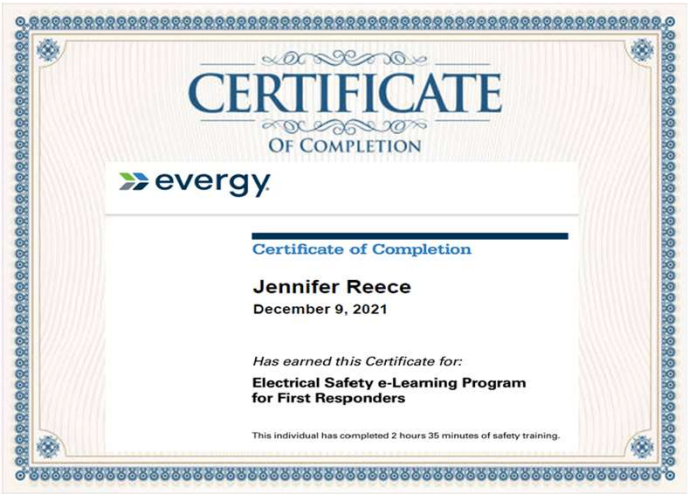 CERTIFICATE
OF COMPLETION
evergy
Certificate of Completion
Jennifer Reece
December 9, 2021
Has earned this Certificate for:
Electrical Safety e-Learning Program
for First Responders
This individual has completed 2 hours 35 minutes of safety training.